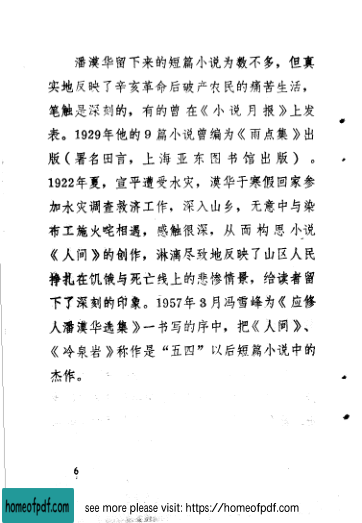 潘漠华留下来的短篇小说为数不多，但真
实地反映了辛亥革命后破产农民的痛苦生活，
笔触是深刻的，有的曾在《小说月报》上发
表。1929年他的9篇小说曾编为《雨点集》出
版（署名田言，上海亚东图书馆出版）。
1922年夏，宣平遭受水灾，漠华于寒假回家参
加水灾调查救济工作，深入山乡，无意中与染
布工施火咜相遇，感触很深，从而构思小说
《人间》的创作，淋漓尽致地反映了山区人民
挣扎在饥饿与死亡线上的悲惨情景，给读者留
下了深刻的印象。1957年3月冯雪峰为《应修
人潘漠华选集》一书写的序中，把《人间》、
《冷泉岩》称作是“五四”以后短篇小说中的
杰作。
6
homeofpdf.com
see more please visit: https://homeofpdf.com